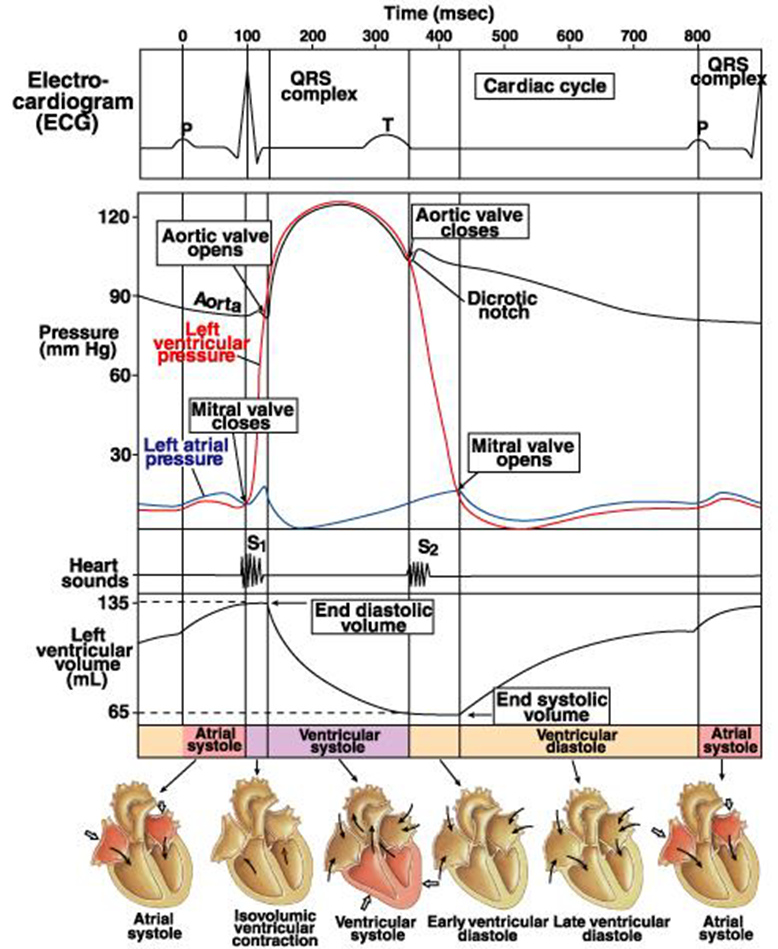 Time (msec)
0 100 200 300 400 500 600 700 800
Electro-
cardiogram
(ECG)
P
QRS
complex
T
Cardiac cycle
P
QRS
complex
120
90
60
30
Pressure
(mm Hg)
Aortic valve
opens
Aorta
Left
ventricular
pressure
Mitral valve
closes
Left atrial
pressure
Aortic valve
closes
Dicrotic
notch
Mitral valve
opens
Heart
sounds
S1
S2
135
Left
ventricular
volume
(mL)
65
End diastolic
volume
End systolic
volume
Atrial
systole
Ventricular
systole
Ventricular
diastole
Atrial
systole
Atrial
systole
Isovolumic
ventricular
contraction
Ventricular
systole
Early ventricular
diastole
Late ventricular
diastole
Atrial
systole